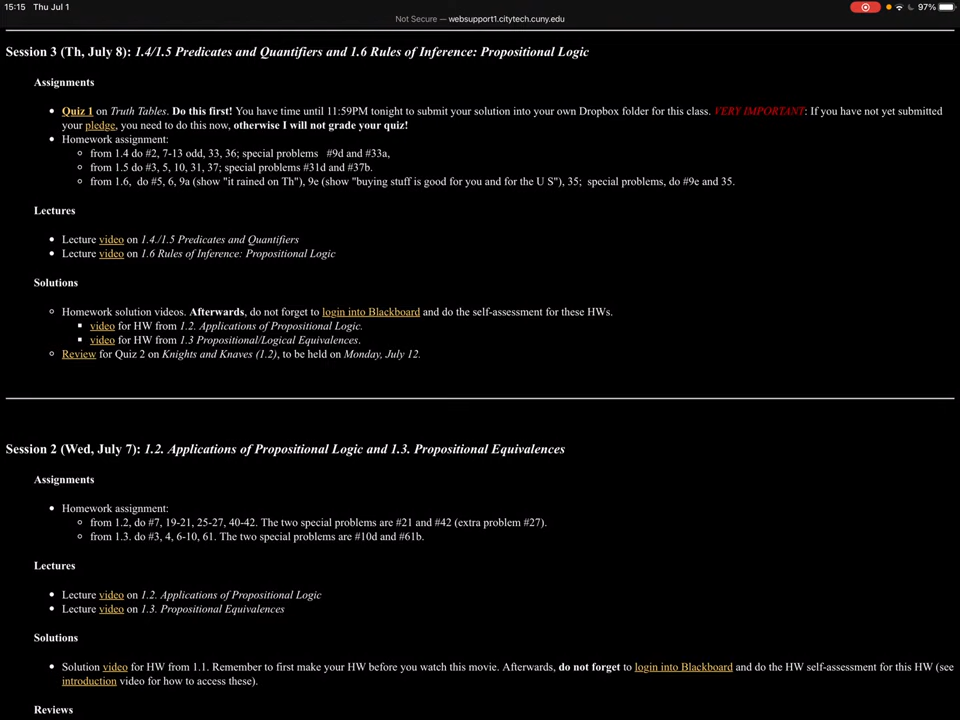 15:15 Thu Jul 1
97%
Not Secure — websupport1.citytech.cuny.edu
Session 3 (Th, July 8): 1.4/1.5 Predicates and Quantifiers and 1.6 Rules of Inference: Propositional Logic
Assignments
• Quiz 1 on Truth Tables. Do this first! You have time until 11:59PM tonight to submit your solution into your own Dropbox folder for this class. VERY IMPORTANT: If you have not yet submitted
your pledge, you need to do this now, otherwise I will not grade your quiz!
• Homework assignment:
◦ from 1.4 do #2, 7-13 odd, 33, 36; special problems #9d and #33a,
◦ from 1.5 do #3, 5, 10, 31, 37; special problems #31d and #37b.
◦ from 1.6, do #5, 6, 9a (show "it rained on Th"), 9e (show "buying stuff is good for you and for the U S"), 35; special problems, do #9e and 35.
Lectures
• Lecture video on 1.4./1.5 Predicates and Quantifiers
• Lecture video on 1.6 Rules of Inference: Propositional Logic
Solutions
◦ Homework solution videos. Afterwards, do not forget to login into Blackboard and do the self-assessment for these HWs.
▪ video for HW from 1.2. Applications of Propositional Logic.
▪ video for HW from 1.3 Propositional/Logical Equivalences.
◦ Review for Quiz 2 on Knights and Knaves (1.2), to be held on Monday, July 12.
Session 2 (Wed, July 7): 1.2. Applications of Propositional Logic and 1.3. Propositional Equivalences
Assignments
• Homework assignment:
◦ from 1.2, do #7, 19-21, 25-27, 40-42. The two special problems are #21 and #42 (extra problem #27).
◦ from 1.3. do #3, 4, 6-10, 61. The two special problems are #10d and #61b.
Lectures
• Lecture video on 1.2. Applications of Propositional Logic
• Lecture video on 1.3. Propositional Equivalences
Solutions
• Solution video for HW from 1.1. Remember to first make your HW before you watch this movie. Afterwards, do not forget to login into Blackboard and do the HW self-assessment for this HW (see
introduction video for how to access these).
Reviews